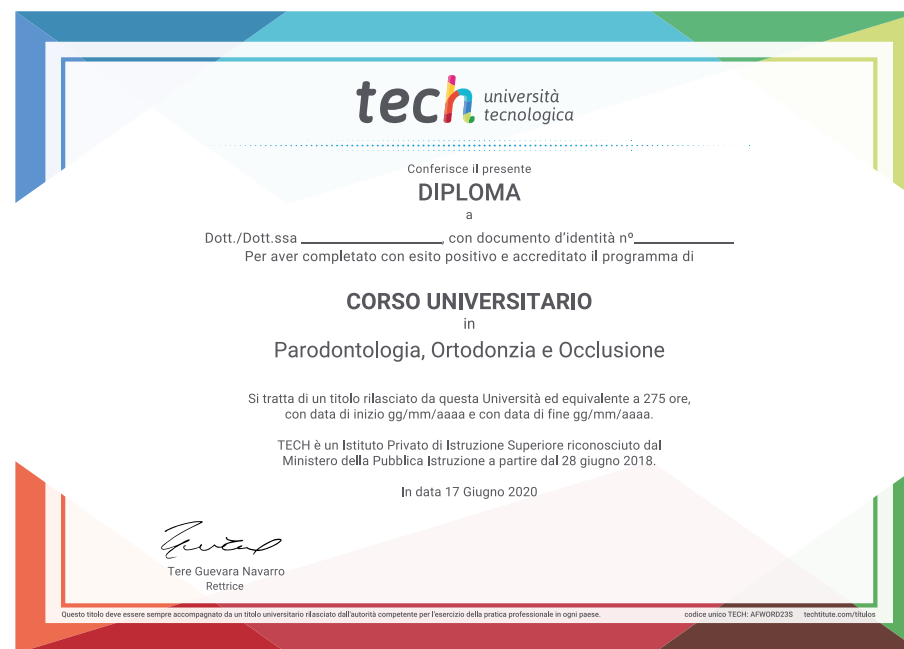 tech università
tecnologica
Conferisce il presente
DIPLOMA
a
Dott./Dott.ssa ____________________, con documento d'identità nº______________
Per aver completato con esito positivo e accreditato il programma di
CORSO UNIVERSITARIO
in
Parodontologia, Ortodonzia e Occlusione
Si tratta di un titolo rilasciato da questa Università ed equivalente a 275 ore,
con data di inizio gg/mm/aaaa e con data di fine gg/mm/aaaa.
TECH è un Istituto Privato di Istruzione Superiore riconosciuto dal
Ministero della Pubblica Istruzione a partire dal 28 giugno 2018.
In data 17 Giugno 2020
Tere Guevara Navarro
Rettrice
Questo titolo deve essere sempre accompagnato da un titolo universitario rilasciato dall'autorità competente per l'esercizio della pratica professionale in ogni paese. codice unico TECH: AFWORD23S techtitute.com/titulos